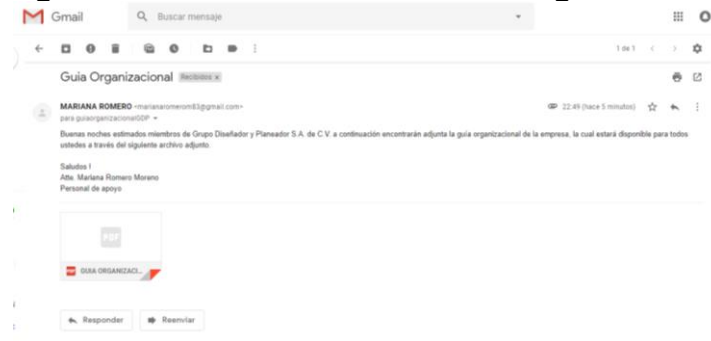 Gmail
Buscar mensaje
1 de 1
Guia Organizacional Recibidos x
MARIANA ROMERO <marianaromerom83@gmail.com>
22:49 (hace 5 minutos)
para guiaorganizacionalGDP
Buenas noches estimados miembros de Grupo Diseñador y Planeador S.A. de C.V. a continuación encontrarán adjunta la guía organizacional de la empresa, la cual estará disponible para todos
ustedes a través del siguiente archivo adjunto.
Saludos !
Atte. Mariana Romero Moreno
Personal de apoyo
PDF
PDF GUIA ORGANIZACI...
Responder
Reenviar